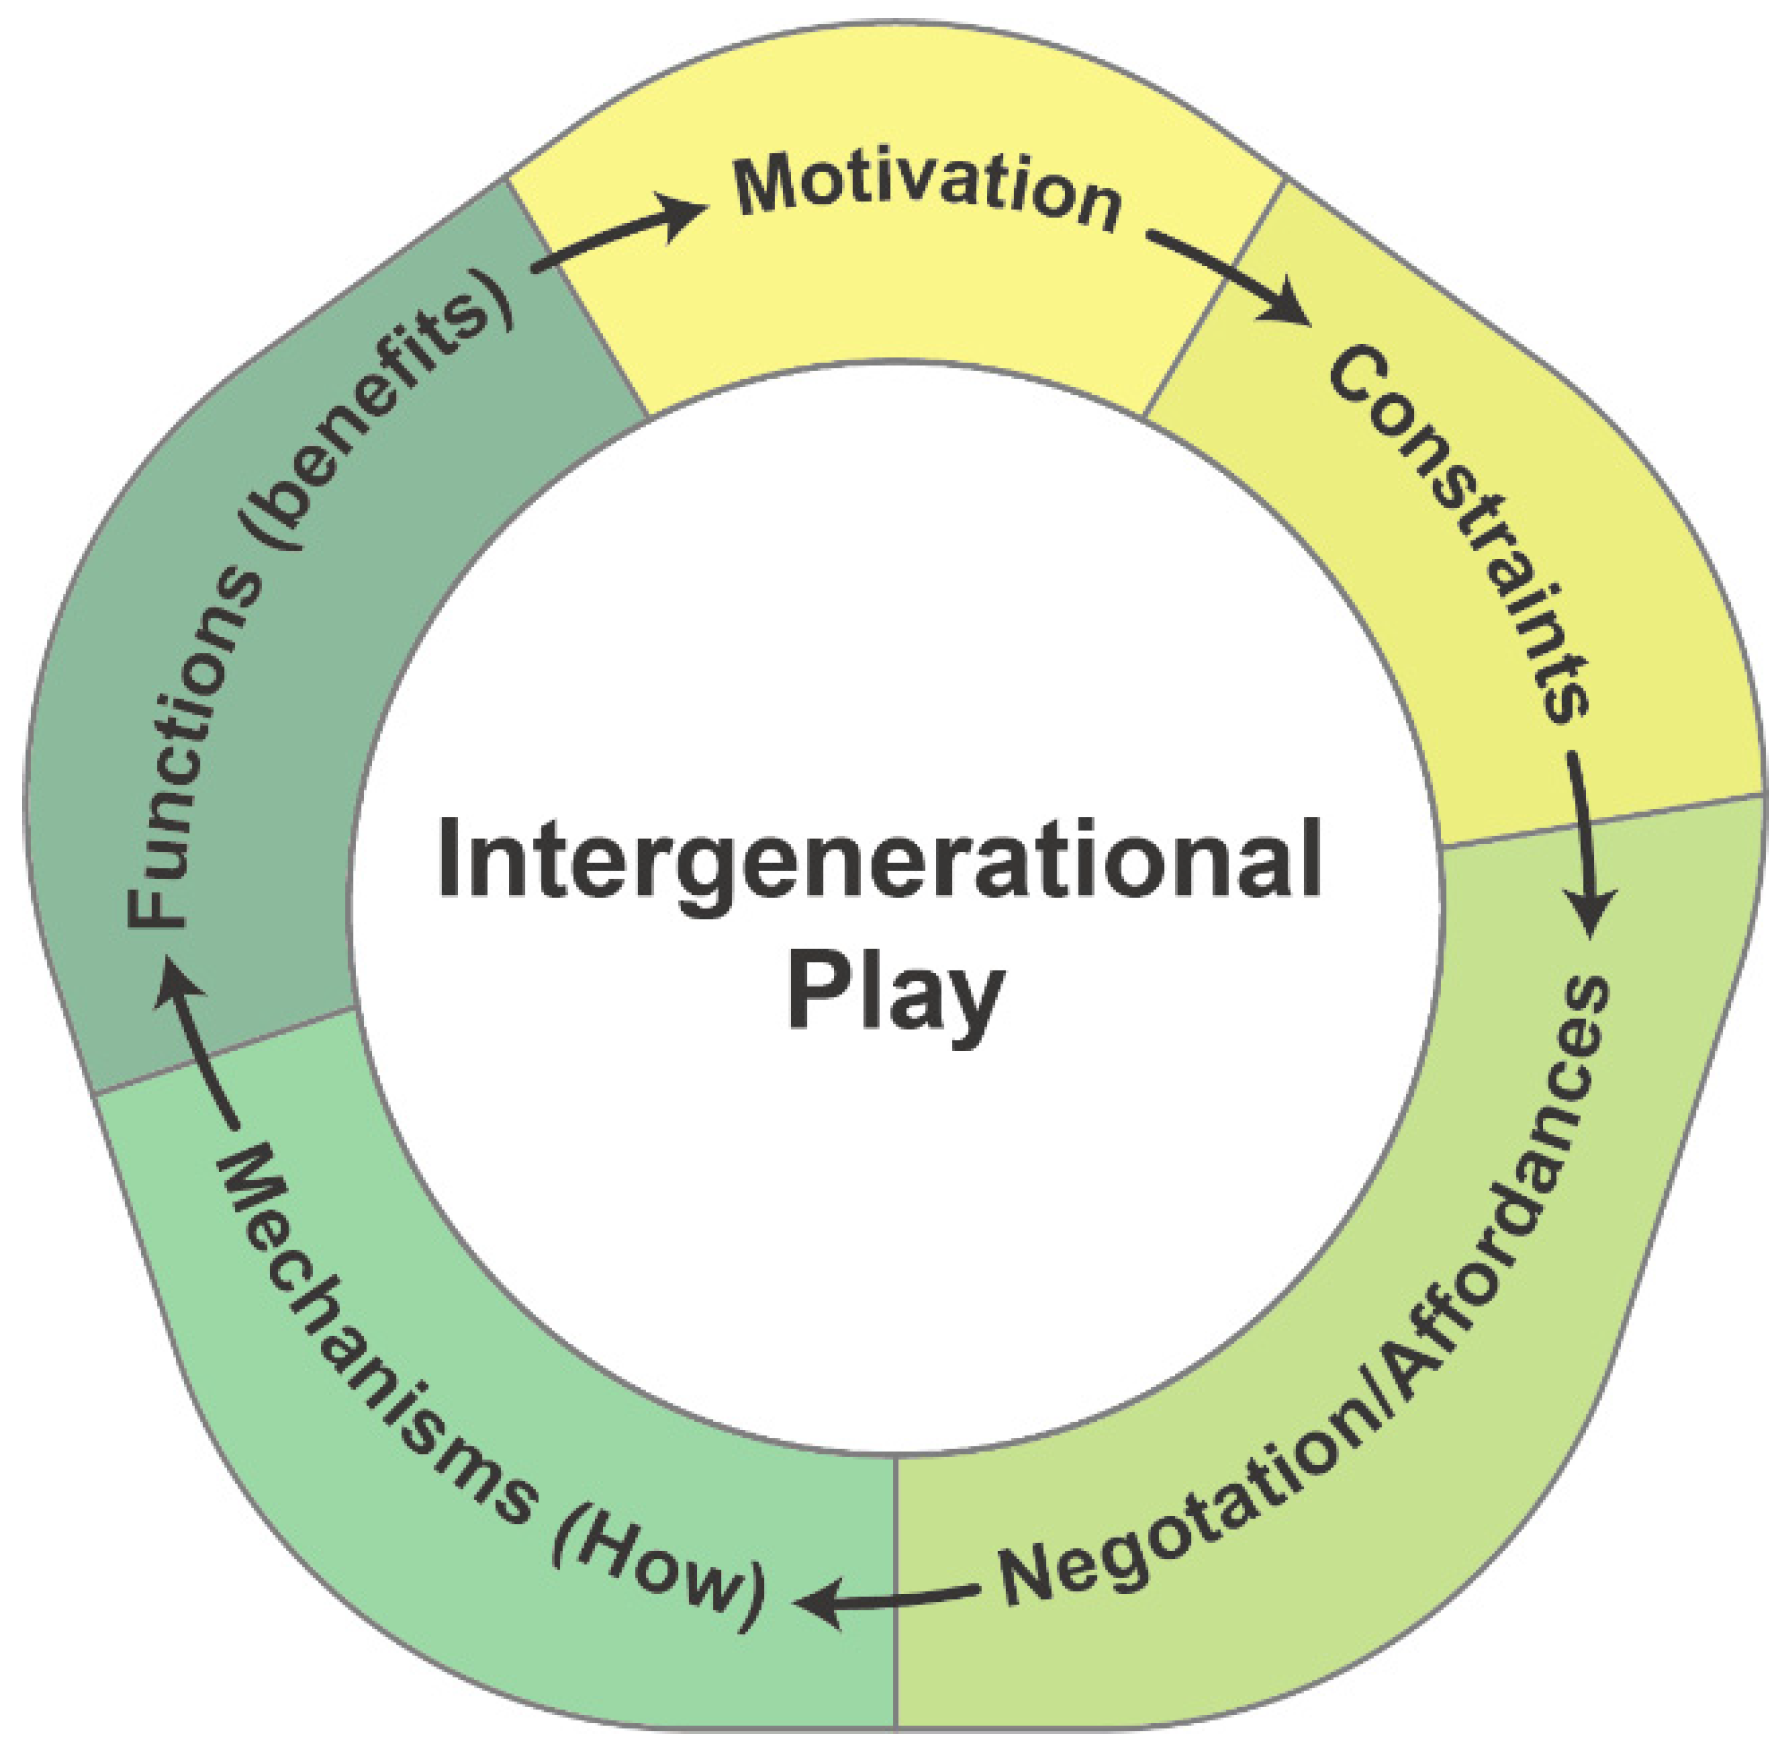 Motivation
Constraints
Negotation/Affordances
Mechanisms (How)
Functions (benefits)
Intergenerational
Play